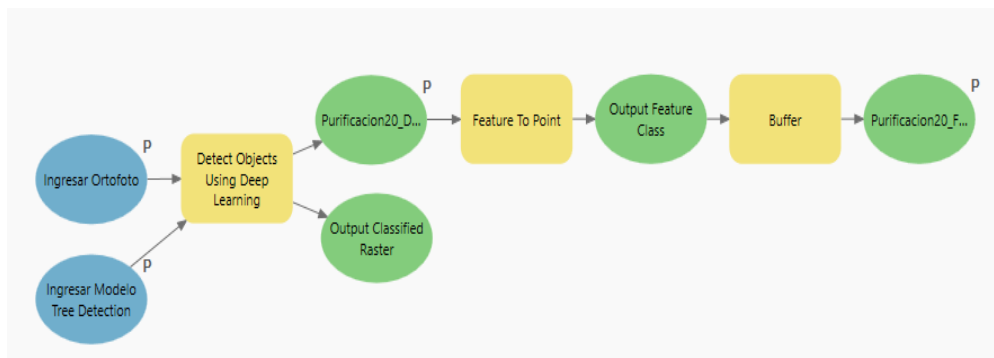 p
Ingresar Ortofoto
p
Ingresar Modelo
Tree Detection
Detect Objects
Using Deep
Learning
p
Purificacion20_D...
Output Classified
Raster
Feature To Point
Output Feature
Class
Buffer
p
Purificacion20_F...